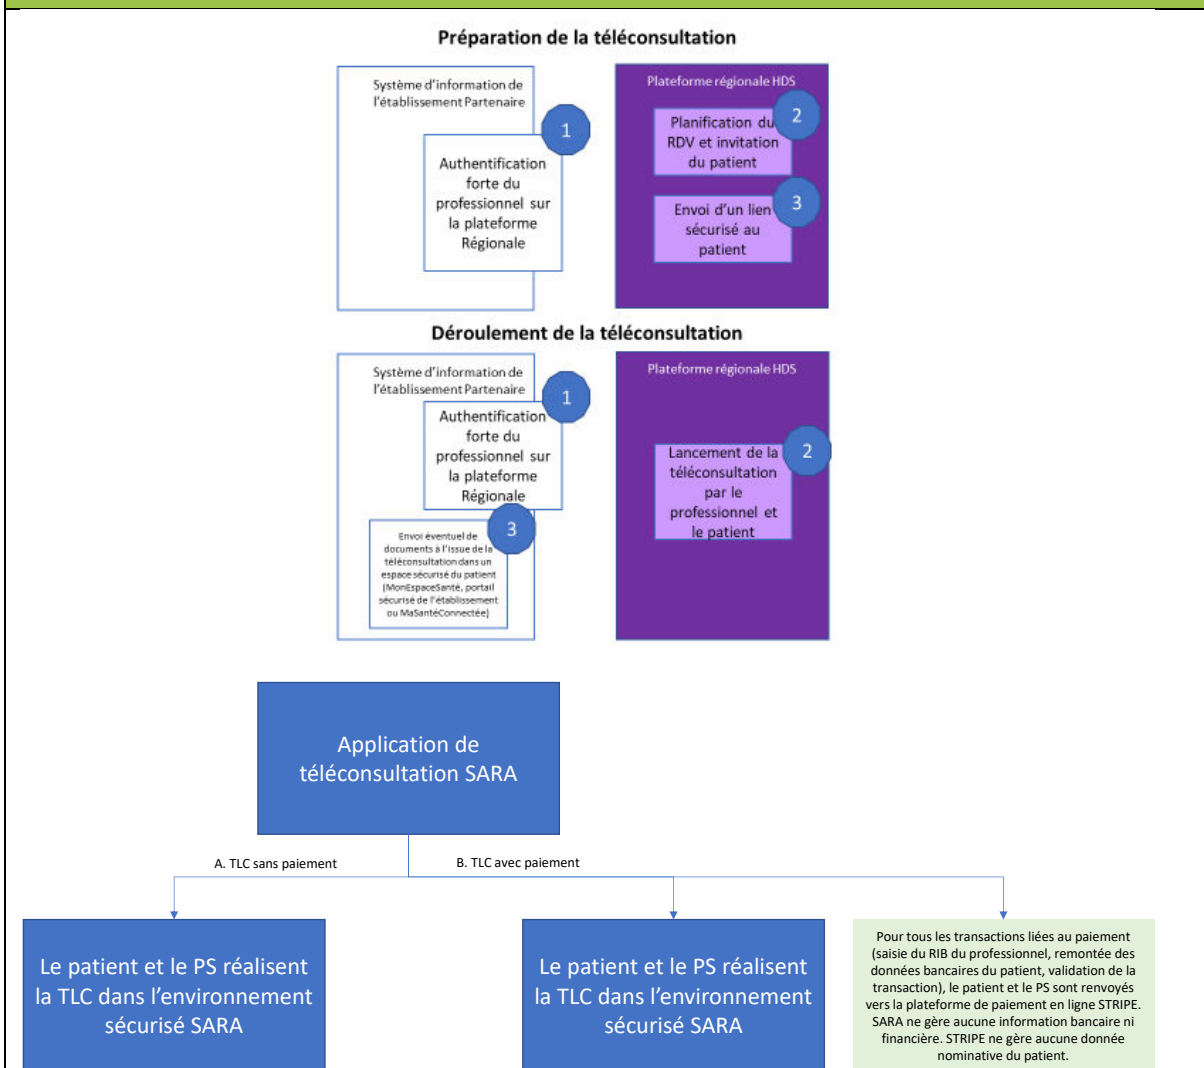 Préparation de la téléconsultation
Système d'information de
l'établissement Partenaire
1
Authentification
forte du
professionnel sur
la plateforme
Régionale
Plateforme régionale HDS
2
Planification du
RDV et invitation
du patient
3
Envoi d'un lien
sécurisé au
patient
Déroulement de la téléconsultation
Système d'information de
l'établissement Partenaire
1
Authentification
forte du
professionnel sur
la plateforme
Régionale
3
Envoi éventuel de
documents à l'issue de la
téléconsultation dans un
espace sécurisé du patient
(MonEspaceSanté, portail
sécurisé de l'établissement
ou MaSantéConnectée)
Plateforme régionale HDS
2
Lancement de la
téléconsultation
par le
professionnel et
le patient
Application de
téléconsultation SARA
A. TLC sans paiement
B. TLC avec paiement
Le patient et le PS réalisent
la TLC dans l'environnement
sécurisé SARA
Le patient et le PS réalisent
la TLC dans l'environnement
sécurisé SARA
Pour tous les transactions liées au paiement
(saisie du RIB du professionnel, remontée des
données bancaires du patient, validation de la
transaction), le patient et le PS sont renvoyés
vers la plateforme de paiement en ligne STRIPE.
SARA ne gère aucune information bancaire ni
financière. STRIPE ne gère aucune donnée
nominative du patient.